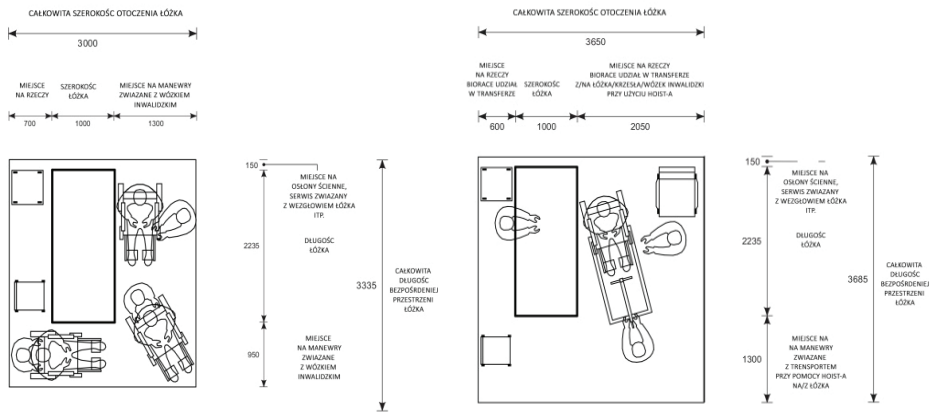 CAŁKOWITA SZEROKOŚĆ OTOCZENIA ŁÓŻKA
3000
MIEJSCE
NA RZECZY
SZEROKOŚĆ
ŁÓŻKA
MIEJSCE NA MANEWRY
ZWIĄZANE Z WÓZKIEM
INWALIDZKIM
700
1000
1300
150
MIEJSCE NA
OSŁONY ŚCIENNE,
SERWIS ZWIĄZANY
Z WEZGŁOWIEM ŁÓŻKA
ITP.
2235
DŁUGOŚĆ
ŁÓŻKA
3335
CAŁKOWITA
DŁUGOŚĆ
BEZPOŚRDENIEJ
PRZESTRZENI
ŁÓŻKA
950
MIEJSCE
NA MANEWRY
ZWIĄZANE
Z WÓZKIEM
INWALIDZKIM
CAŁKOWITA SZEROKOŚĆ OTOCZENIA ŁÓŻKA
3650
MIEJSCE
NA RZECZY
BIORACE UDZIAŁ
W TRANSFERZE
SZEROKOŚĆ
ŁÓŻKA
MIEJSCE NA RZECZY
BIORACE UDZIAŁ W TRANSFERZE
Z/NA ŁÓŻKA/KRZESŁA/WÓZEK INWALIDZKI
PRZY UŻYCIU HOIST-A
600
1000
2050
150
MIEJSCE NA
OSŁONY ŚCIENNE,
SERWIS ZWIĄZANY
Z WEZGŁOWIEM ŁÓŻKA
ITP.
2235
DŁUGOŚĆ
ŁÓŻKA
3685
CAŁKOWITA
DŁUGOŚĆ
BEZPOŚRDENIEJ
PRZESTRZENI
ŁÓŻKA
1300
MIEJSCE NA
NA MANEWRY
ZWIĄZANE
Z TRENSPORTEM
PRZY POMOCY HOIST-A
NA/Z ŁÓŻKA